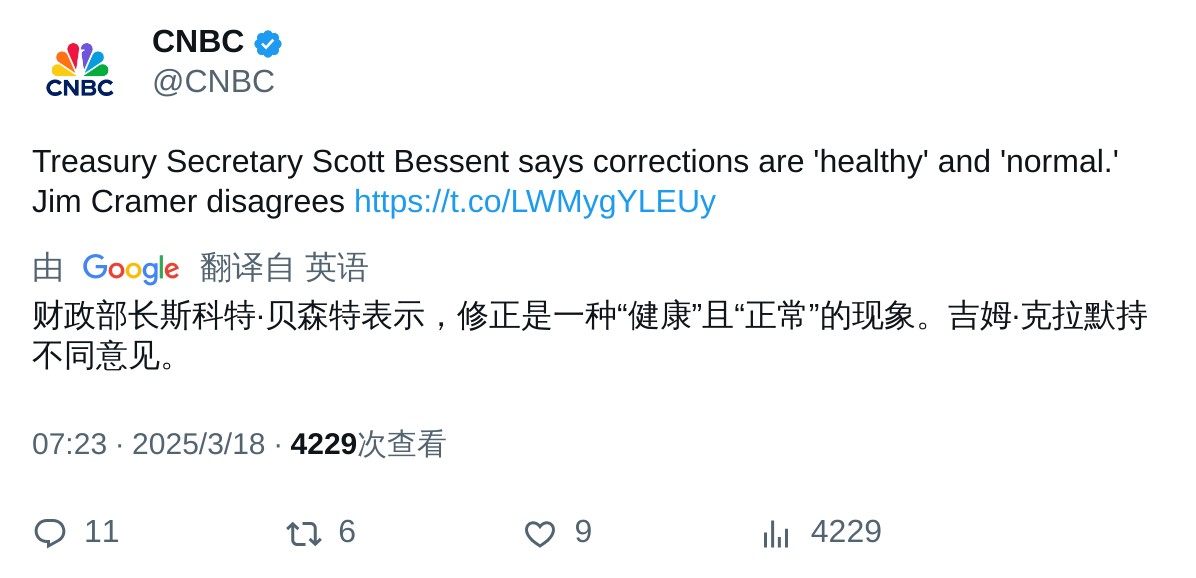 CNBC
CNBC
@CNBC
Treasury Secretary Scott Bessent says corrections are 'healthy' and 'normal.'
Jim Cramer disagrees https://t.co/LWMygYLEUy
由 Google 翻译自 英语
财政部长斯科特·贝森特表示，修正是一种“健康”且“正常”的现象。吉姆·克拉默持
不同意见。
07:23 · 2025/3/18 · 4229次查看
11 6 9 4229